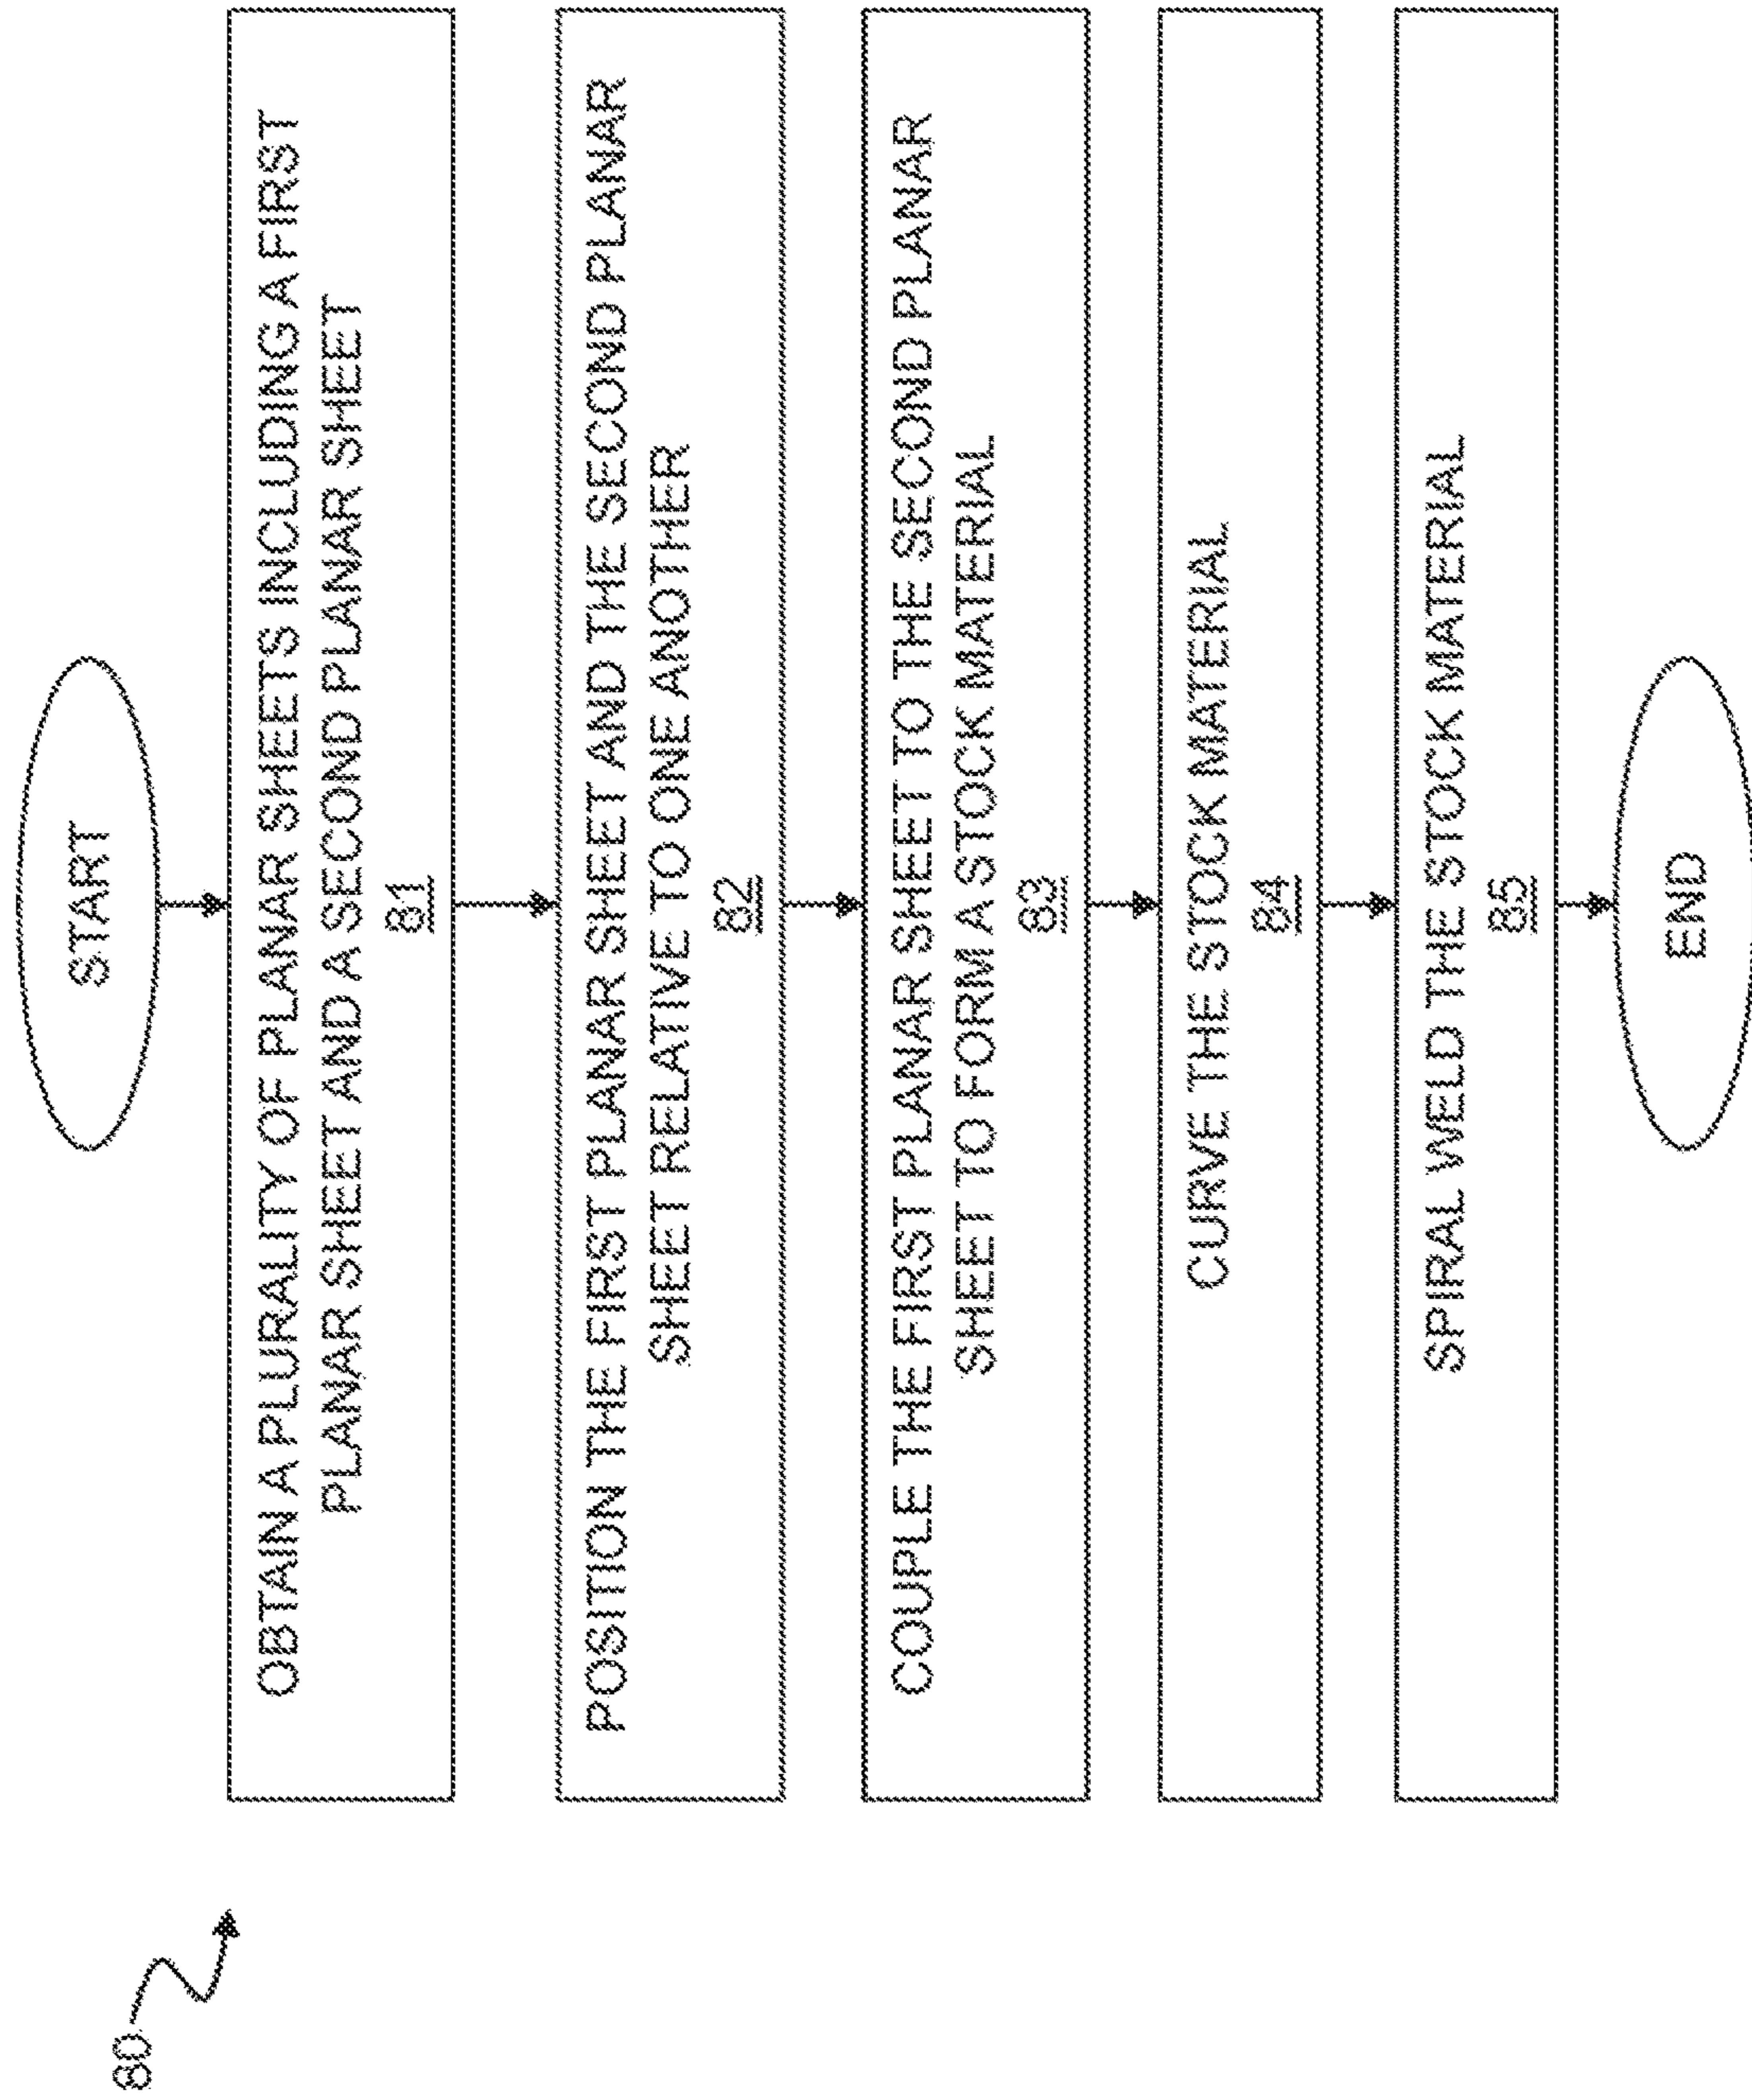 80
START
OBTAIN A PLURALITY OF PLANAR SHEETS INCLUDING A FIRST
PLANAR SHEET AND A SECOND PLANAR SHEET
81
POSITION THE FIRST PLANAR SHEET AND THE SECOND PLANAR
SHEET RELATIVE TO ONE ANOTHER
82
COUPLE THE FIRST PLANAR SHEET TO THE SECOND PLANAR
SHEET TO FORM A STOCK MATERIAL
83
CURVE THE STOCK MATERIAL
84
SPIRAL WELD THE STOCK MATERIAL
85
END